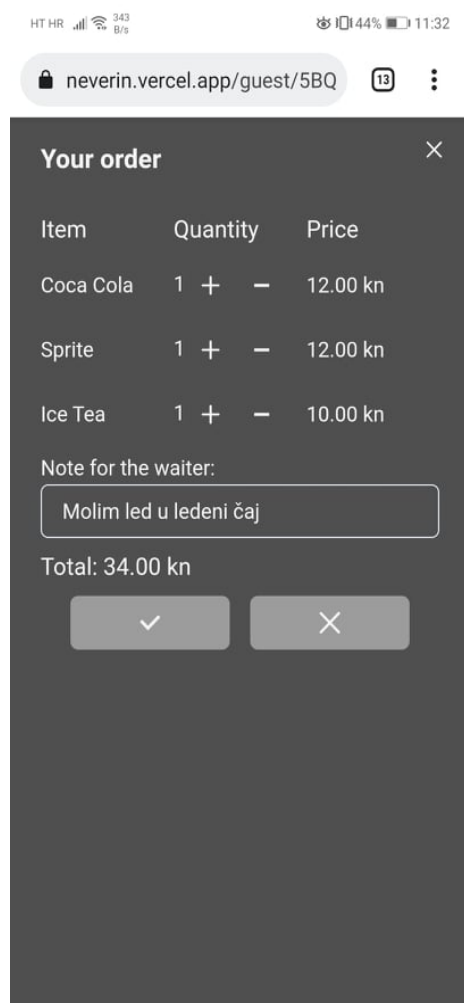 HT HR 343 B/s 44% 11:32
neverin.vercel.app/guest/5BQ 13
Your order
Item Quantity Price
Coca Cola 1 + − 12.00 kn
Sprite 1 + − 12.00 kn
Ice Tea 1 + − 10.00 kn
Note for the waiter:
Molim led u ledeni čaj
Total: 34.00 kn